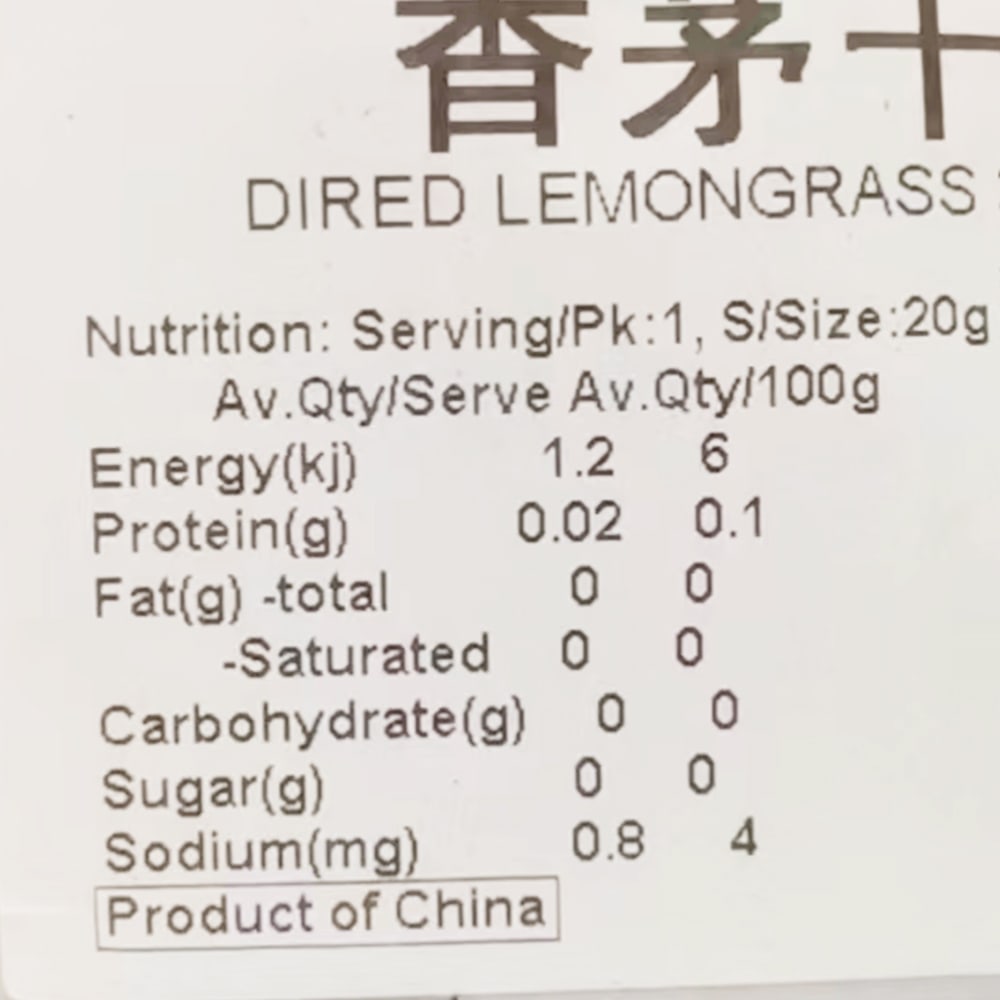 香茅干
DIRED LEMONGRASS
Nutrition: Serving/Pk:1, S/Size:20g
Av.Qty/Serve Av.Qty/100g
Energy(kj) 1.2 6
Protein(g) 0.02 0.1
Fat(g) -total 0 0
-Saturated 0 0
Carbohydrate(g) 0 0
Sugar(g) 0 0
Sodium(mg) 0.8 4
Product of China